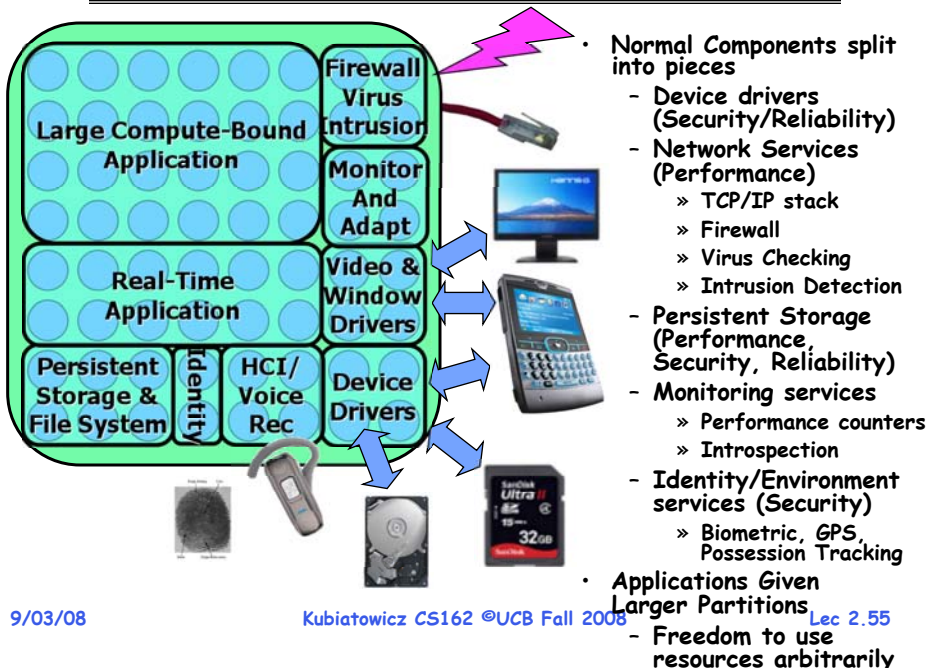 Large Compute-Bound
Application
Firewall
Virus
Intrusion
Monitor
And
Adapt
Real-Time
Application
Video &
Window
Drivers
Persistent
Storage &
File System
Identity
HCI/
Voice
Rec
Device
Drivers
Hanns·G
SanDisk
Ultra II
15
4
32GB
SanDisk
• Normal Components split
into pieces
– Device drivers
(Security/Reliability)
– Network Services
(Performance)
» TCP/IP stack
» Firewall
» Virus Checking
» Intrusion Detection
– Persistent Storage
(Performance,
Security, Reliability)
– Monitoring services
» Performance counters
» Introspection
– Identity/Environment
services (Security)
» Biometric, GPS,
Possession Tracking
• Applications Given
Larger Partitions
– Freedom to use
resources arbitrarily
9/03/08
Kubiatowicz CS162 ©UCB Fall 2008
Lec 2.55